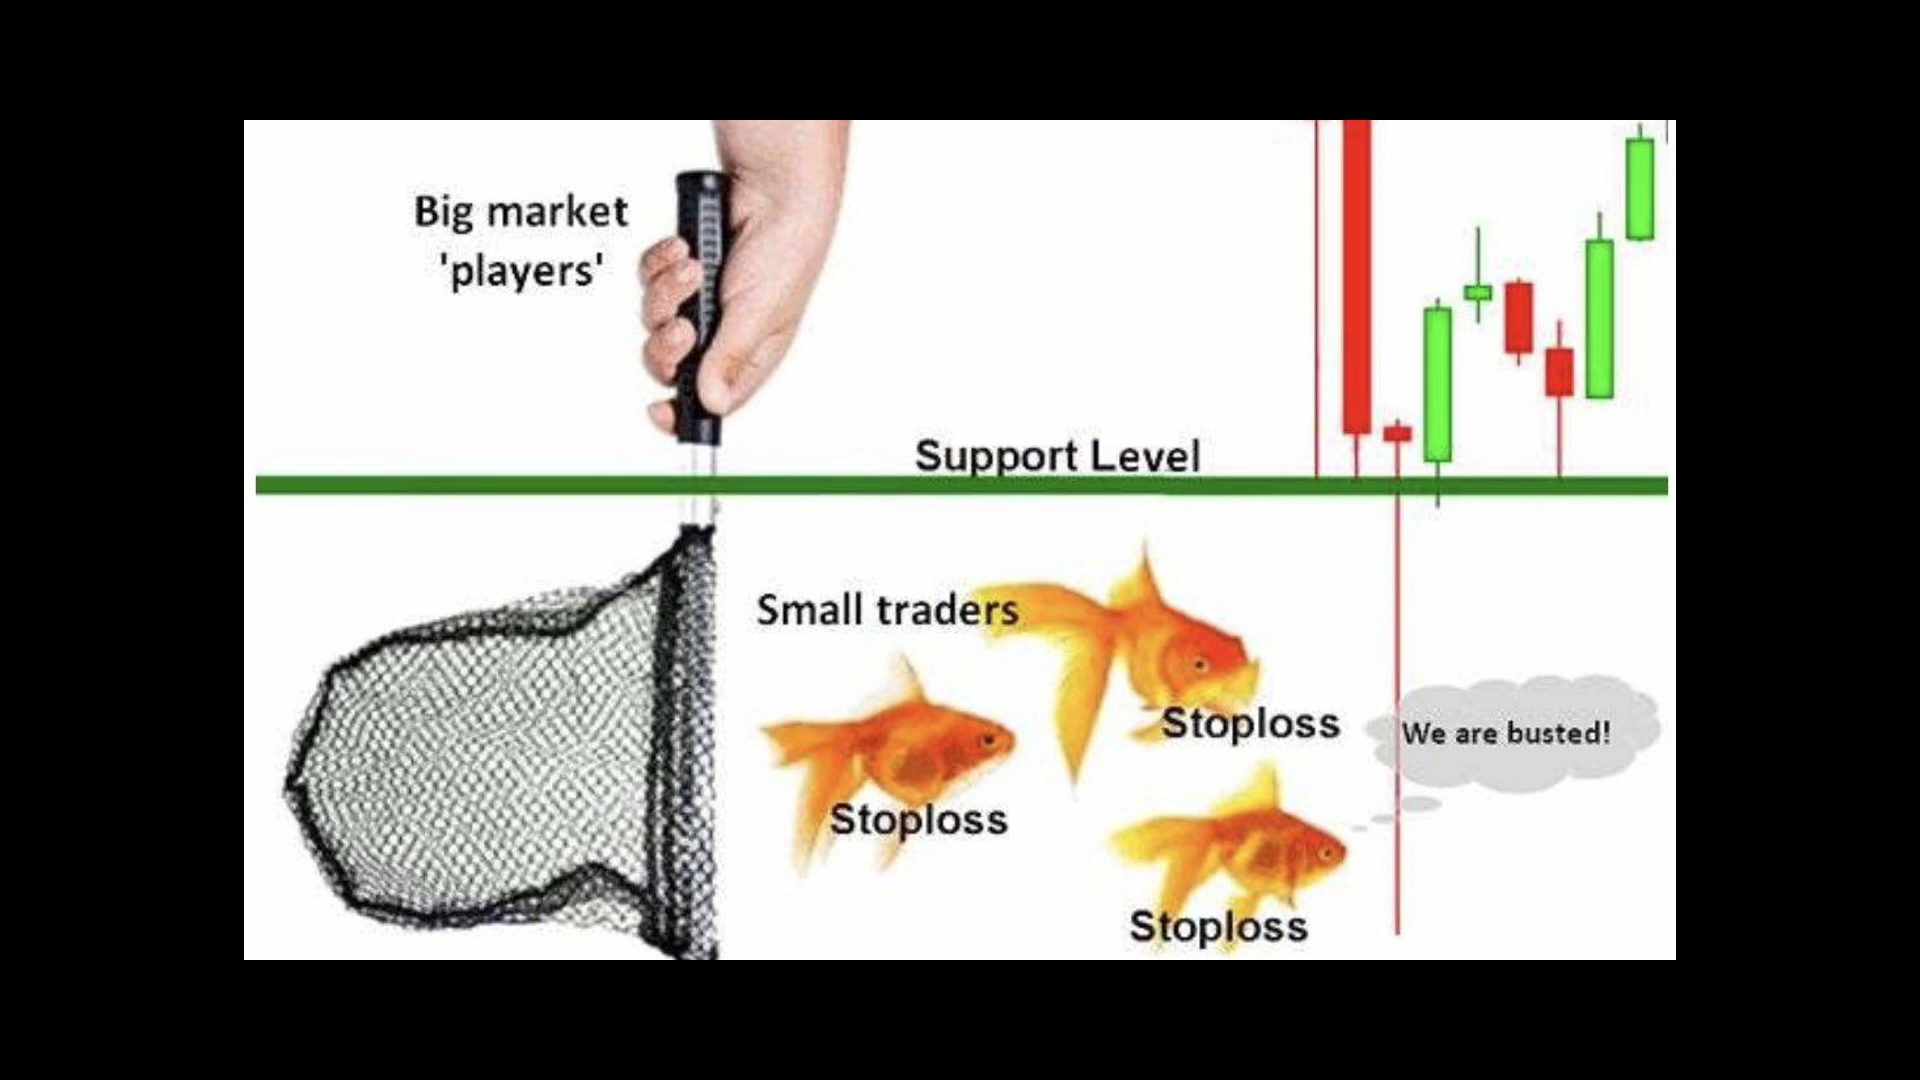 Big market
'players'
Support Level
Small traders
Stoploss
We are busted!
Stoploss
Stoploss